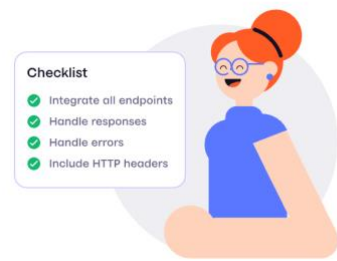 Checklist
Integrate all endpoints
Handle responses
Handle errors
Include HTTP headers